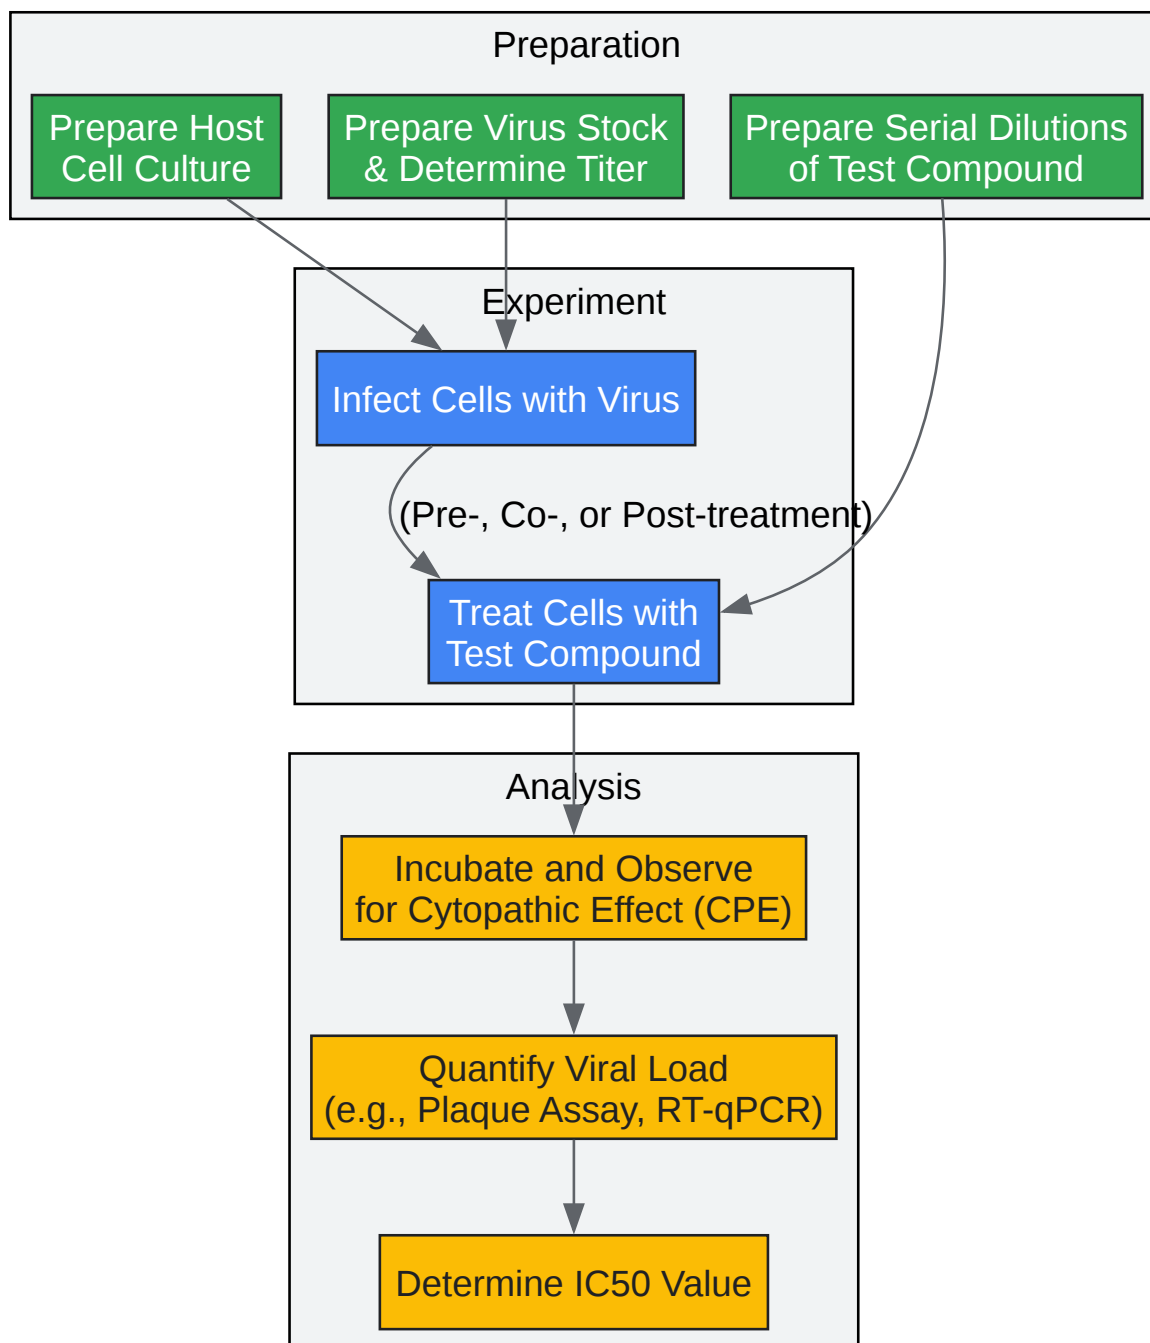 Preparation
Prepare Host
Cell Culture
Prepare Virus Stock
& Determine Titer
Prepare Serial Dilutions
of Test Compound
Experiment
Infect Cells with Virus
(Pre-, Co-, or Post-treatment)
Treat Cells with
Test Compound
Analysis
Incubate and Observe
for Cytopathic Effect (CPE)
Quantify Viral Load
(e.g., Plaque Assay, RT-qPCR)
Determine IC50 Value